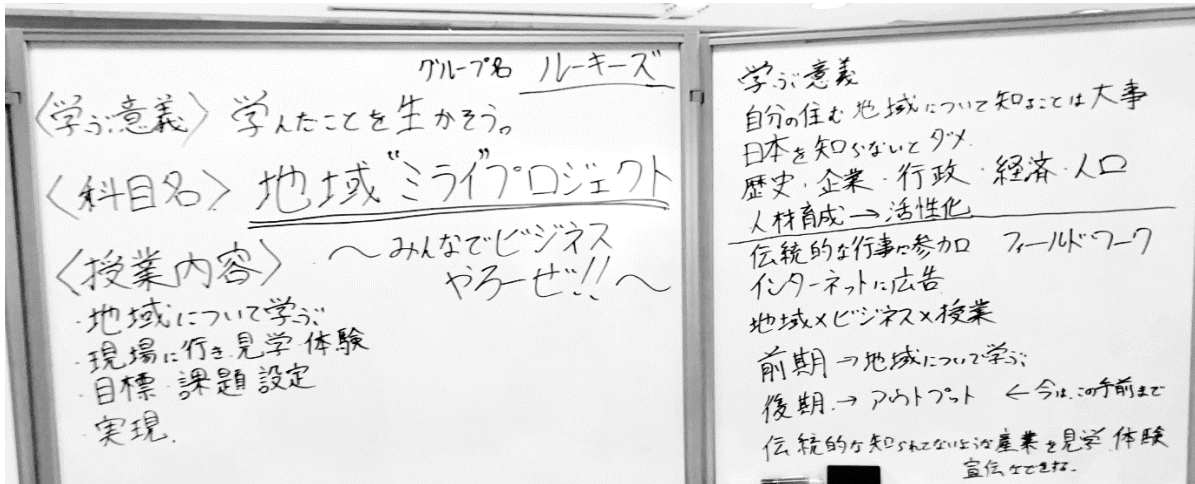 グループ名 ルーキーズ
〈学ぶ意義〉 学んたことを生かそう。
〈科目名〉 地域“ミライ”プロジェクト
〜みんなでビジネス
やろーぜ!!〜
〈授業内容〉
・地域について学ぶ
・現場に行き見学・体験
・目標・課題設定
・実現
学ぶ意義
自分の住む地域について知ることは大事
日本を知らないとダメ
歴史・企業・行政・経済・人口
人材育成→活性化
伝統的な行事に参加 フィールド・ワーク
インターネットに広告
地域×ビジネス×授業
前期→地域について学ぶ
後期→アウトプット ←今は、この手前まで
伝統的な知られてないような産業を見学、体験
宣伝